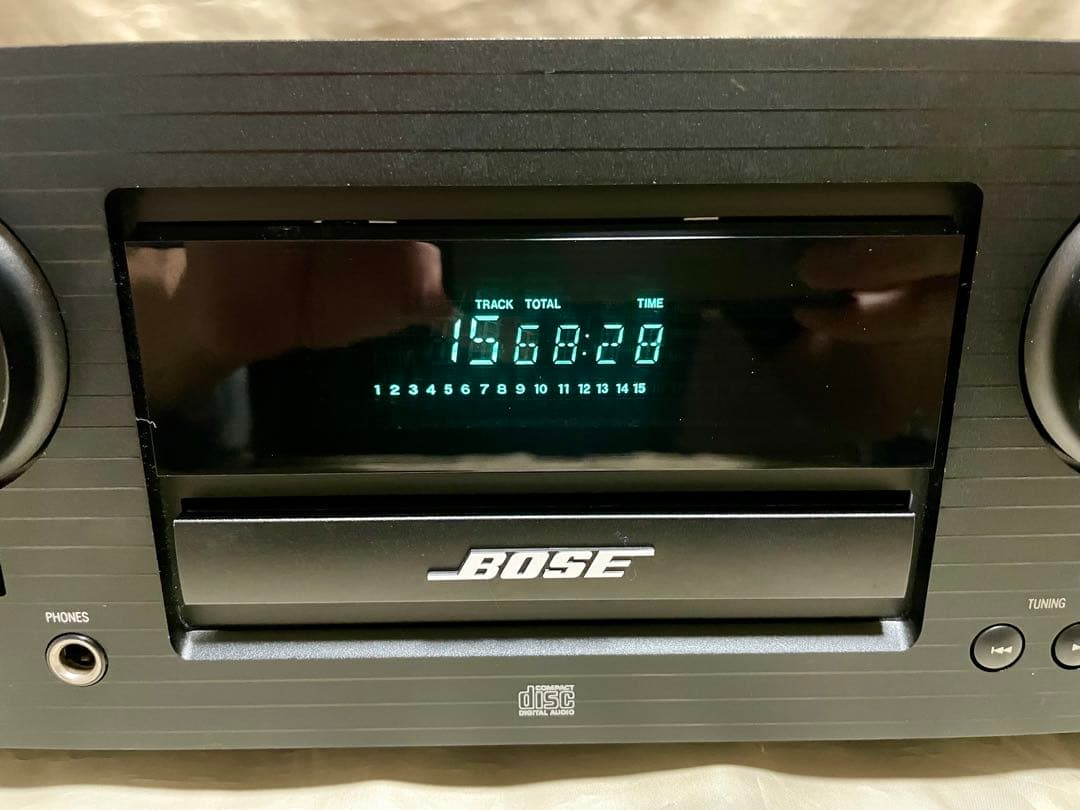 TRACK TOTAL TIME
15 68:28
1 2 3 4 5 6 7 8 9 10 11 12 13 14 15
BOSE
PHONES
TUNING
COMPACT
disc
DIGITAL AUDIO